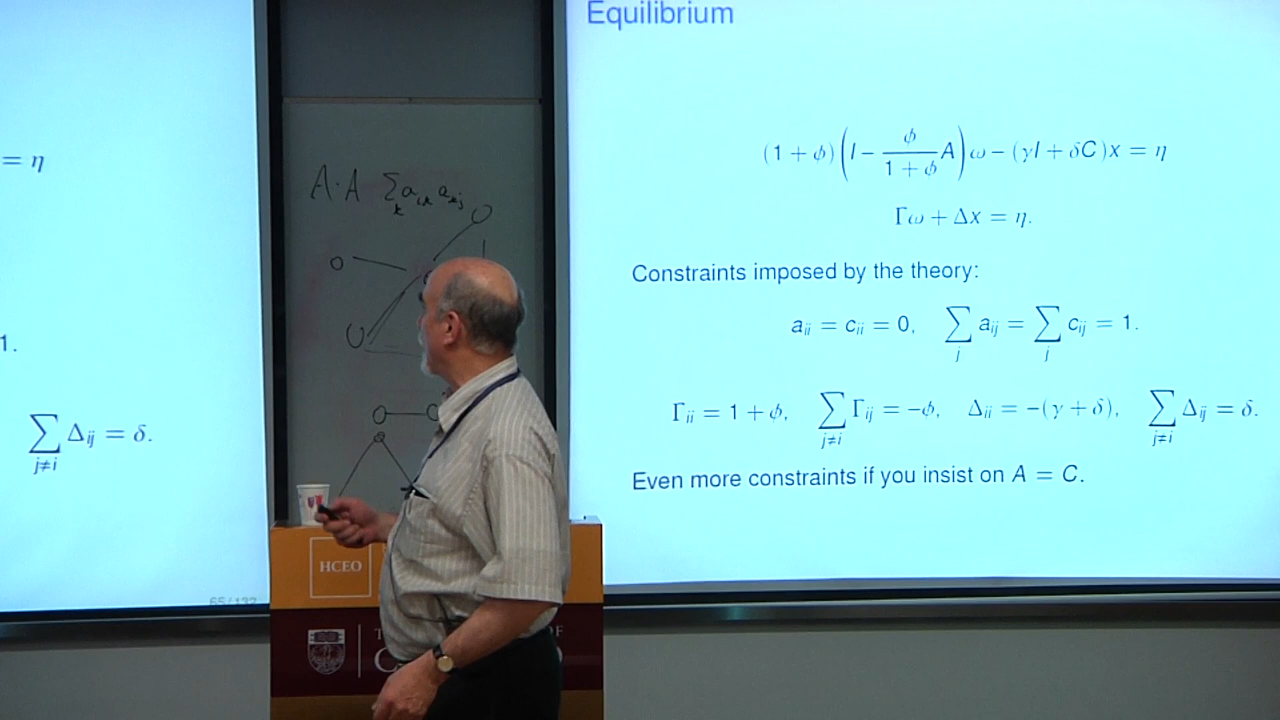 = η
1.
∑_{j≠i} Δ_{ij} = δ.
65 / 132
A·A ∑_k a_{ik} a_{kj}
HCEO
Equilibrium
(1 + ϕ)(I − ϕ/(1 + ϕ) A)ω − (γI + δC)x = η
Γω + Δx = η.
Constraints imposed by the theory:
a_{ii} = c_{ii} = 0, ∑_j a_{ij} = ∑_j c_{ij} = 1.
Γ_{ii} = 1 + ϕ, ∑_{j≠i} Γ_{ij} = −ϕ, Δ_{ii} = −(γ + δ), ∑_{j≠i} Δ_{ij} = δ.
Even more constraints if you insist on A = C.